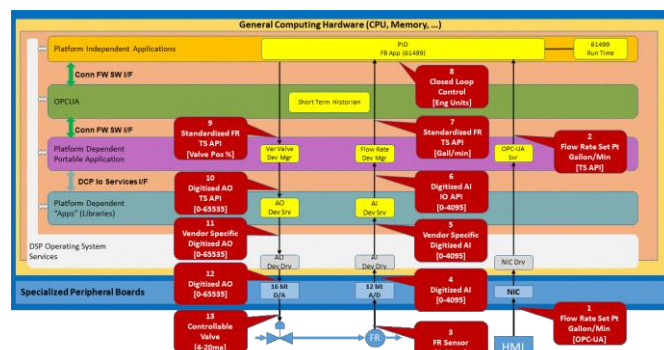 General Computing Hardware (CPU, Memory, ...)
Platform Independent Applications
PID
FB App (61499)
61499
Run Time
Conn FW SW I/F
8
Closed Loop
Control
[Eng Units]
OPCUA
Short Term Historian
Conn FW SW I/F
9
Standardized FR
TS API
[Valve Pos %]
7
Standardized FR
TS API
[Gall/min]
2
Flow Rate Set Pt
Gallon/Min
[TS API]
Platform Dependent
Portable Application
Var Valve
Dev Mgr
Flow Rate
Dev Mgr
OPC-UA
Svr
DCP Io Services I/F
10
Digitized AO
TS API
[0-65535]
6
Digitized AI
IO API
[0-4095]
Platform Dependent
"Apps" (Libraries)
AO
Dev Srv
AI
Dev Srv
11
Vendor Specific
Digitized AO
[0-65535]
5
Vendor Specific
Digitized AI
[0-4095]
DSP Operating System
Services
AO
Dev Drv
AI
Dev Drv
NIC Drv
12
Digitized AO
[0-65535]
4
Digitized AI
[0-4095]
Specialized Peripheral Boards
16 bit
D/A
12 bit
A/D
NIC
1
Flow Rate Set Pt
Gallon/Min
[OPC-UA]
13
Controllable
Valve
[4-20ma]
FR
3
FR Sensor
HMI